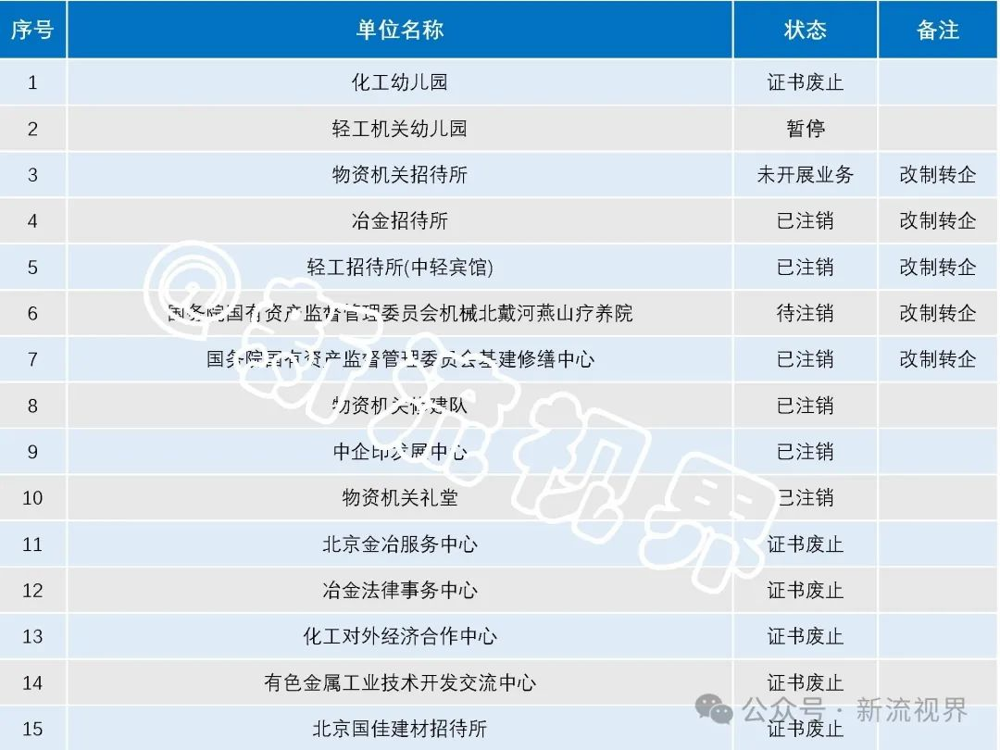 序号 单位名称 状态 备注
1 化工幼儿园 证书废止
2 轻工机关幼儿园 暂停
3 物资机关招待所 未开展业务 改制转企
4 冶金招待所 已注销 改制转企
5 轻工招待所(中轻宾馆) 已注销 改制转企
6 国务院国有资产监督管理委员会机械北戴河燕山疗养院 待注销 改制转企
7 国务院国有资产监督管理委员会基建修缮中心 已注销 改制转企
8 物资机关修建队 已注销
9 中企印发展中心 已注销
10 物资机关礼堂 已注销
11 北京金冶服务中心 证书废止
12 冶金法律事务中心 证书废止
13 化工对外经济合作中心 证书废止
14 有色金属工业技术开发交流中心 证书废止
15 北京国佳建材招待所 证书废止
@新流视界
公众号·新流视界